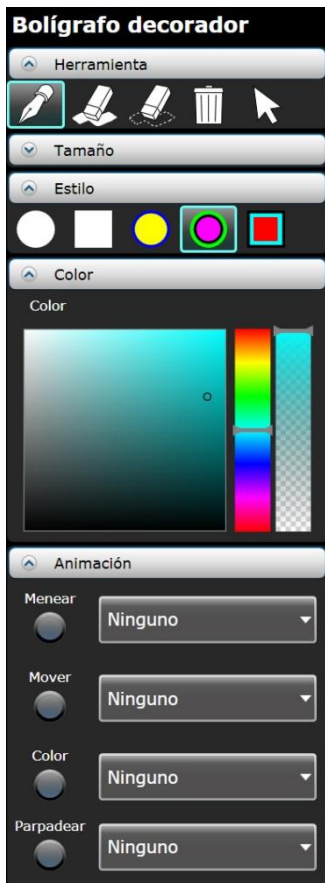 Bolígrafo decorador
Herramienta
Tamaño
Estilo
Color
Color
Animación
Menear
Ninguno
Mover
Ninguno
Color
Ninguno
Parpadear
Ninguno